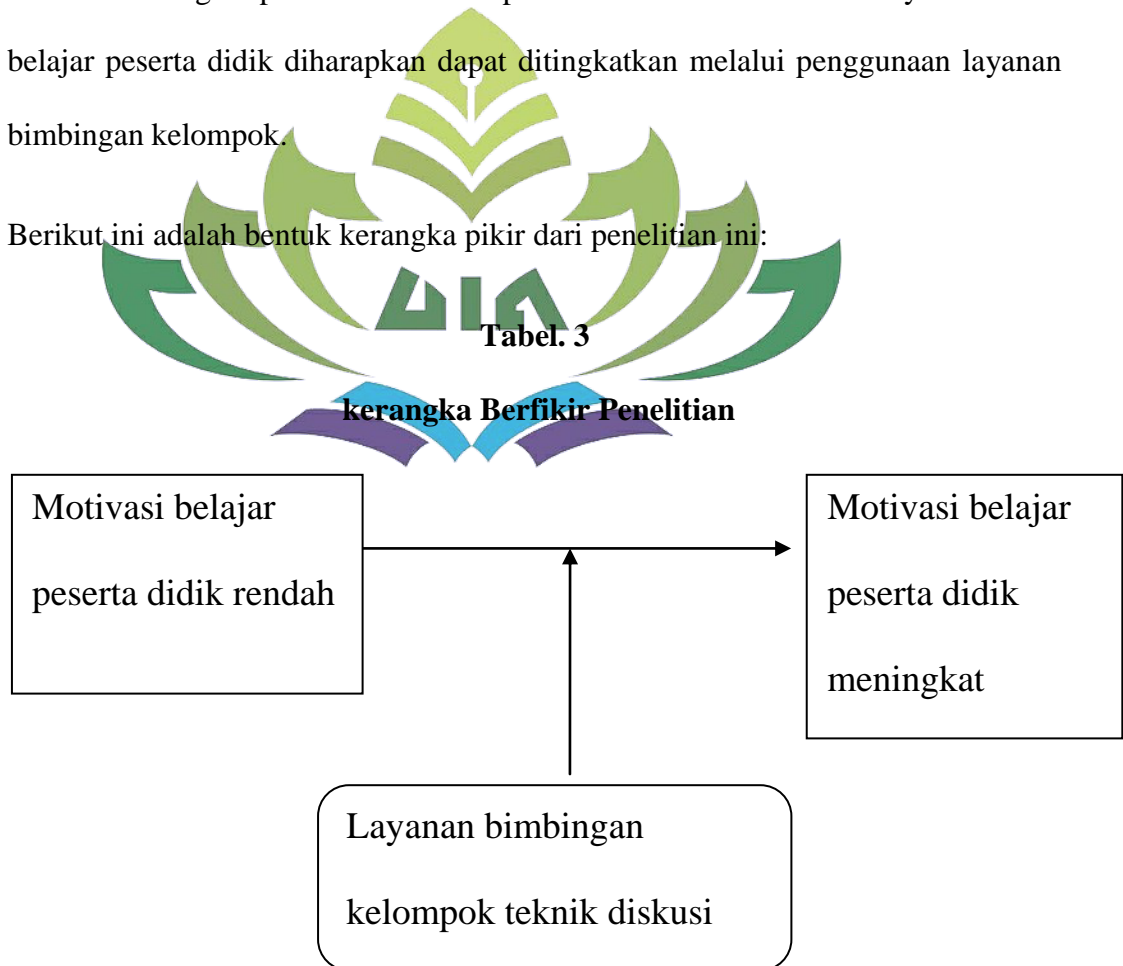 belajar peserta didik diharapkan dapat ditingkatkan melalui penggunaan layanan
bimbingan kelompok.
Berikut ini adalah bentuk kerangka pikir dari penelitian ini:
UIN
Tabel. 3
kerangka Berfikir Penelitian
Motivasi belajar
peserta didik rendah
Motivasi belajar
peserta didik
meningkat
Layanan bimbingan
kelompok teknik diskusi